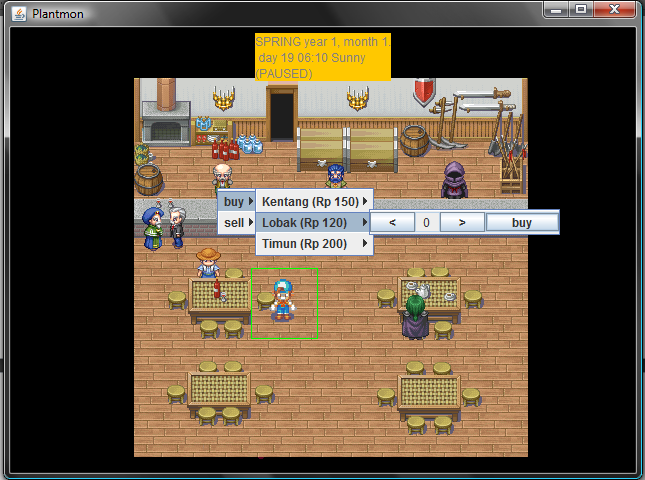 Plantmon
SPRING year 1, month 1,
day 19 06:10 Sunny
(PAUSED)
buy
Kentang (Rp 150)
sell
Lobak (Rp 120)
< 0 > buy
Timun (Rp 200)